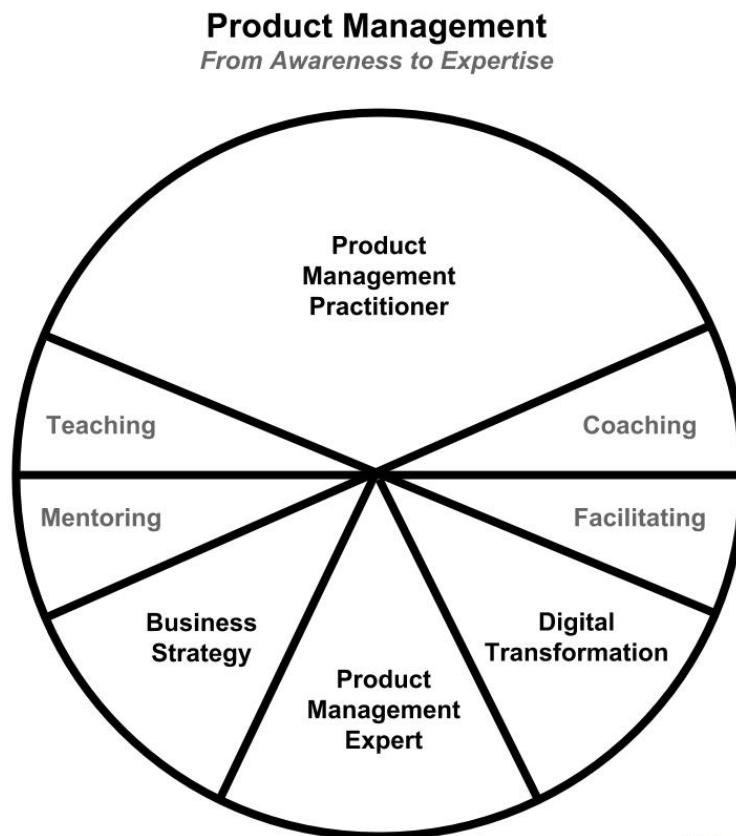 Product Management
From Awareness to Expertise
Product
Management
Practitioner
Teaching
Coaching
Mentoring
Facilitating
Business
Strategy
Digital
Transformation
Product
Management
Expert